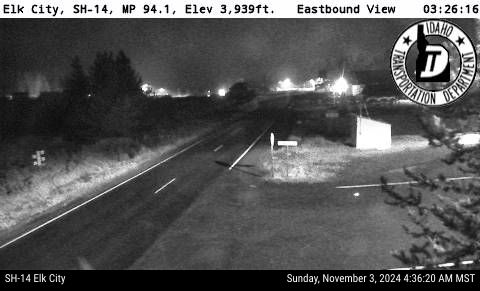 Elk City, SH-14, MP 94.1, Elev 3,939ft. Eastbound View 03:26:16
IDAHO
TRANSPORTATION DEPARTMENT
SH-14 Elk City Sunday, November 3, 2024 4:36:20 AM MST